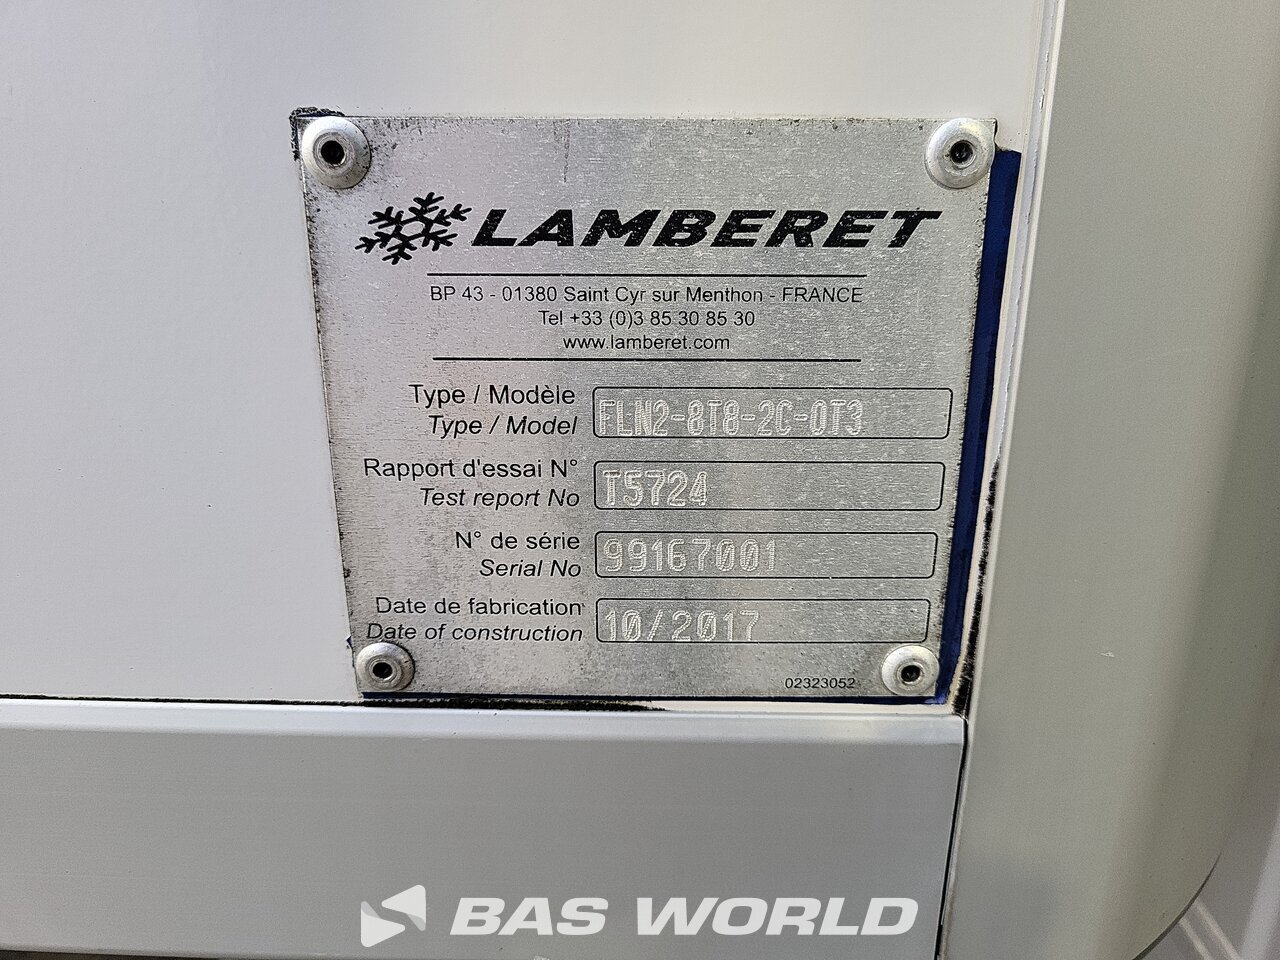 LAMBERET
BP 43 - 01380 Saint Cyr sur Menthon - FRANCE
Tel +33 (0)3 85 30 85 30
www.lamberet.com
Type / Modèle
Type / Model
FLN2-8T8-2C-0T3
Rapport d'essai N°
Test report No
T5724
N° de série
Serial No
99167001
Date de fabrication
Date of construction
10/2017
02323052
BAS WORLD